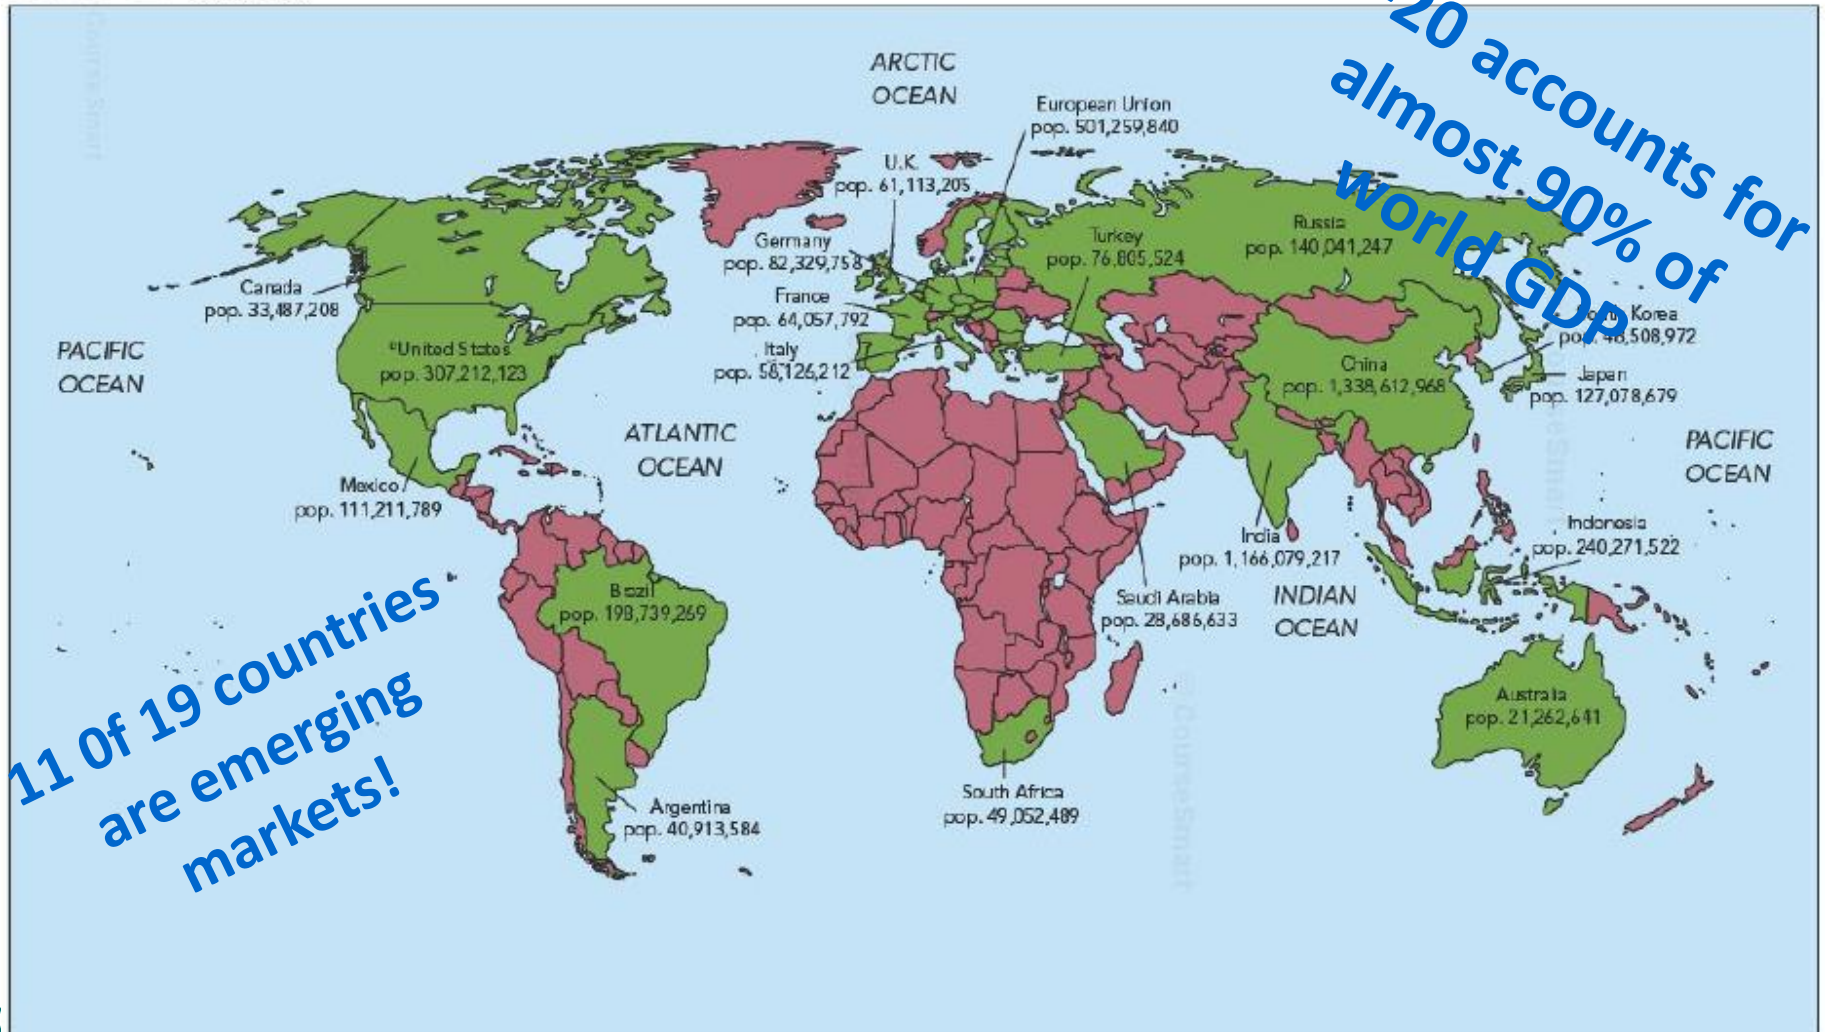 ARCTIC
OCEAN
20 accounts for
almost 90% of
world GDP
European Union
pop. 501,259,840
U.K.
pop. 61,113,205
Germany
pop. 82,329,758
Turkey
pop. 76,805,524
Russia
pop. 140,041,247
Canada
pop. 33,487,208
France
pop. 64,057,792
Korea
pop. 48,508,972
PACIFIC
OCEAN
*United States
pop. 307,212,123
Italy
pop. 58,126,212
China
pop. 1,338,612,968
Japan
pop. 127,078,679
ATLANTIC
OCEAN
PACIFIC
OCEAN
Mexico
pop. 111,211,789
India
pop. 1,166,079,217
Indonesia
pop. 240,271,522
Brazil
pop. 198,739,269
Saudi Arabia
pop. 28,686,633
INDIAN
OCEAN
11 0f 19 countries
are emerging
markets!
Australia
pop. 21,262,641
South Africa
pop. 49,052,489
Argentina
pop. 40,913,584
CourseSmart
CourseSmart